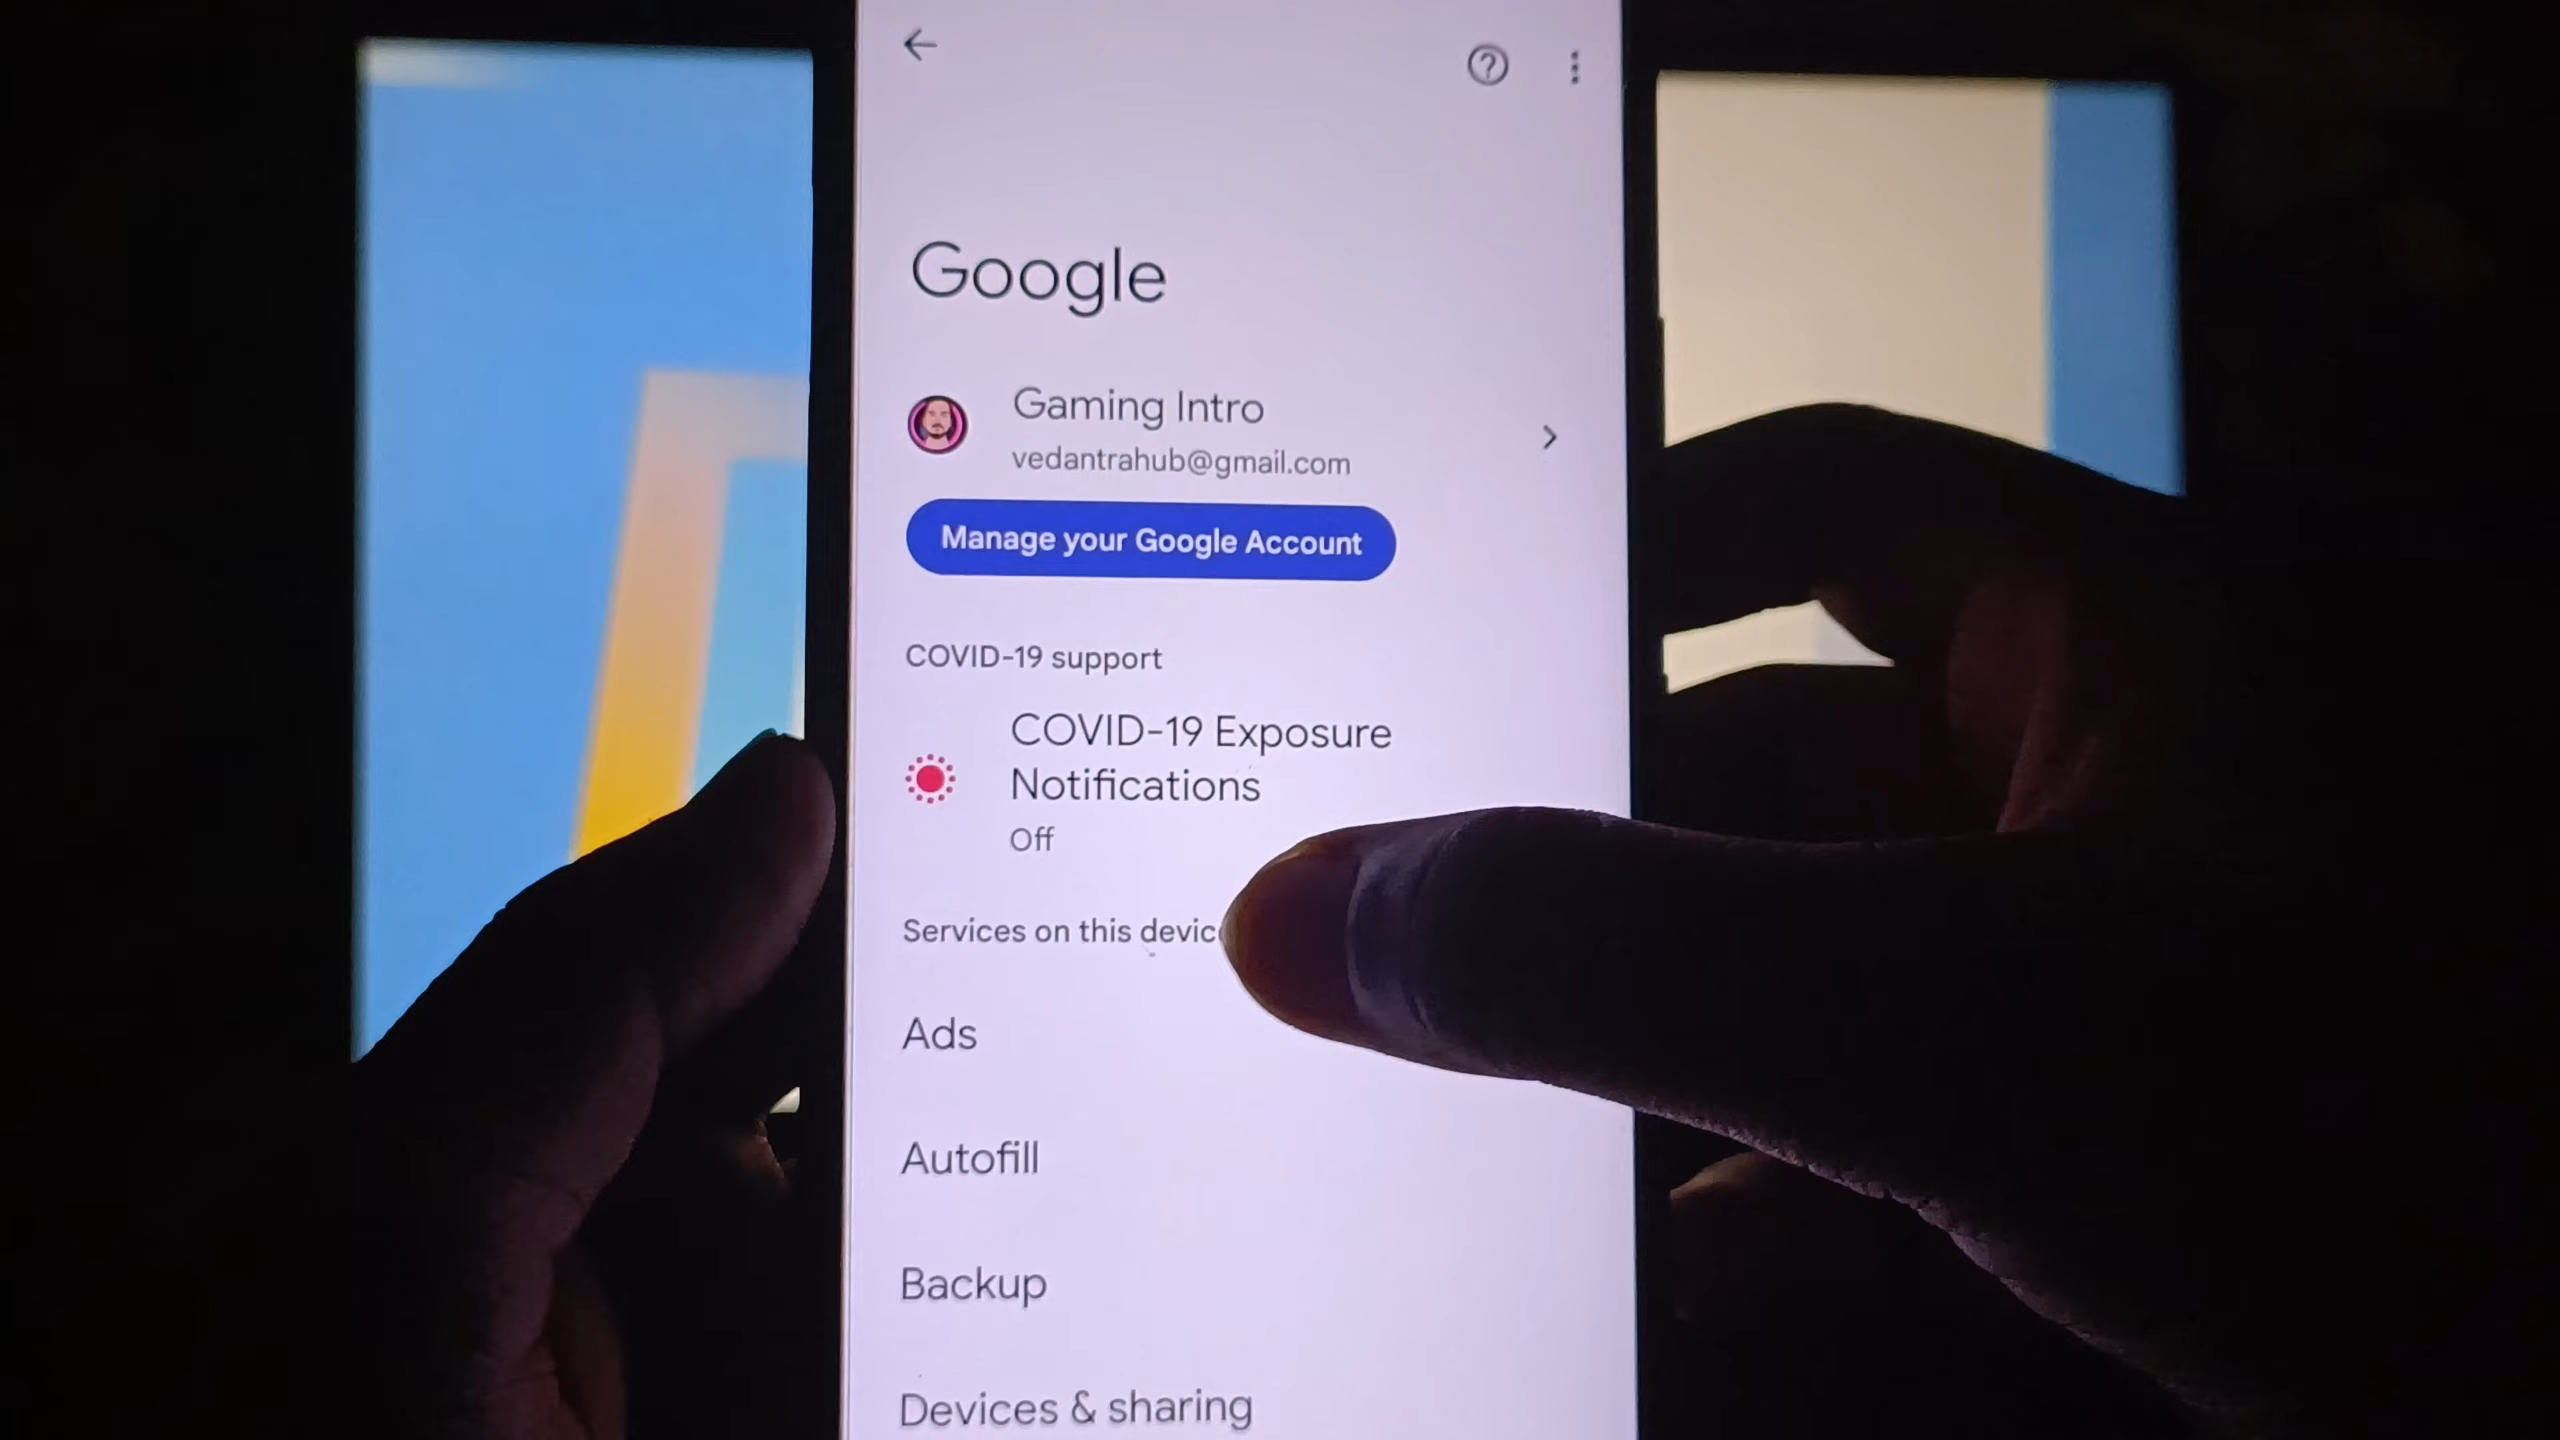 Google
Gaming Intro
vedantrahub@gmail.com
Manage your Google Account
COVID-19 support
COVID-19 Exposure
Notifications
Off
Services on this devic
Ads
Autofill
Backup
Devices & sharing